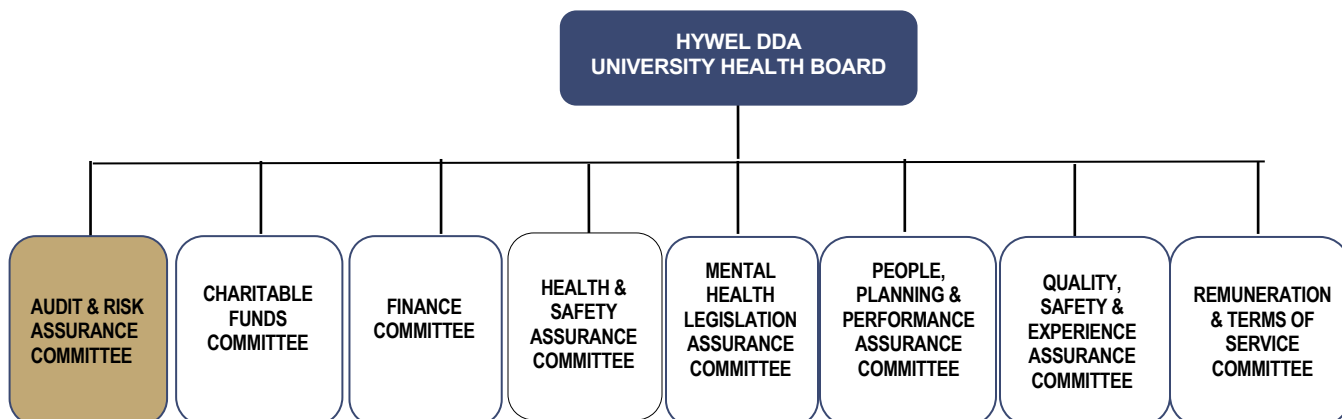 HYWEL DDA
UNIVERSITY HEALTH BOARD
AUDIT & RISK
ASSURANCE
COMMITTEE
CHARITABLE
FUNDS
COMMITTEE
FINANCE
COMMITTEE
HEALTH &
SAFETY
ASSURANCE
COMMITTEE
MENTAL
HEALTH
LEGISLATION
ASSURANCE
COMMITTEE
PEOPLE,
PLANNING &
PERFORMANCE
ASSURANCE
COMMITTEE
QUALITY,
SAFETY &
EXPERIENCE
ASSURANCE
COMMITTEE
REMUNERATION
& TERMS OF
SERVICE
COMMITTEE